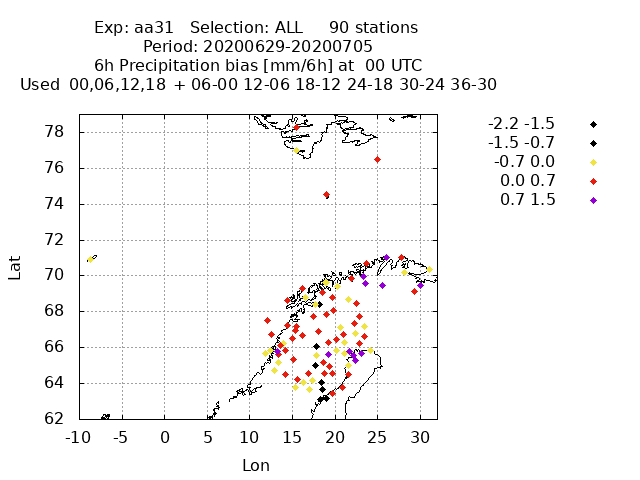 Exp: aa31 Selection: ALL 90 stations
Period: 20200629-20200705
6h Precipitation bias [mm/6h] at 00 UTC
Used 00,06,12,18 + 06-00 12-06 18-12 24-18 30-24 36-30
-2.2 -1.5
-1.5 -0.7
-0.7 0.0
0.0 0.7
0.7 1.5
78
76
74
72
70
68
66
64
62
Lat
-10 -5 0 5 10 15 20 25 30
Lon